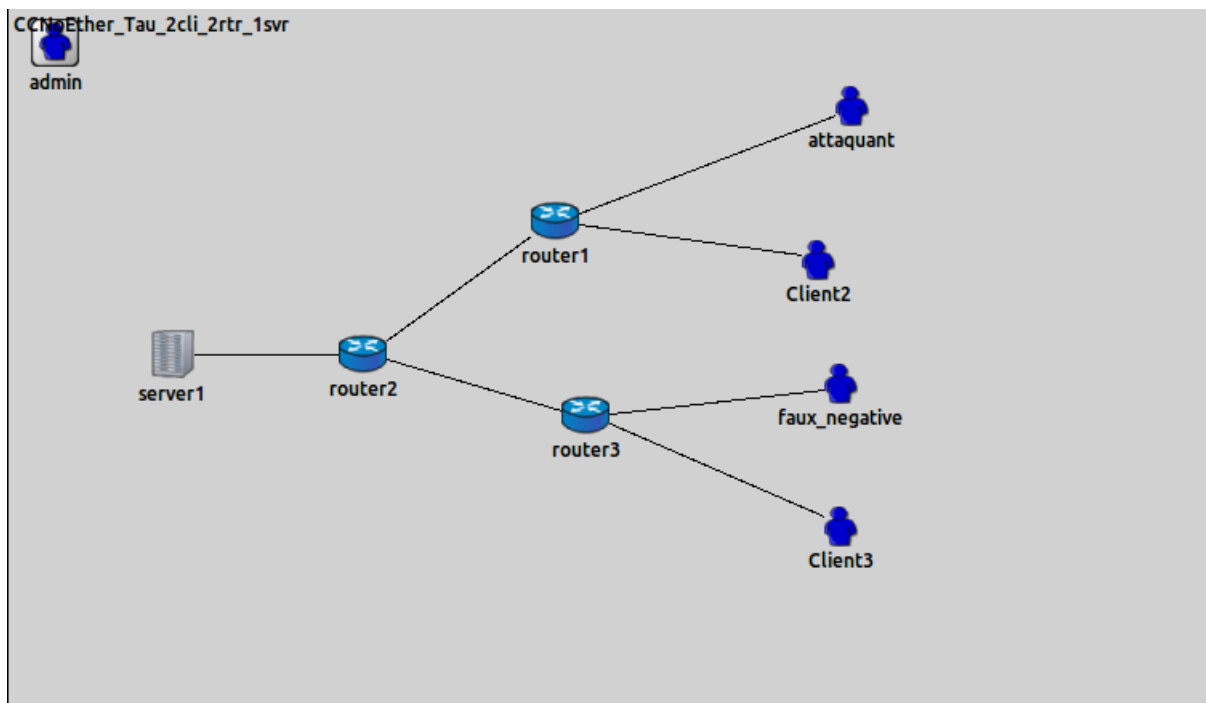 CCNoEther_Tau_2cli_2rtr_1svr
admin
attaquant
router1
Client2
server1
router2
faux_negative
router3
Client3